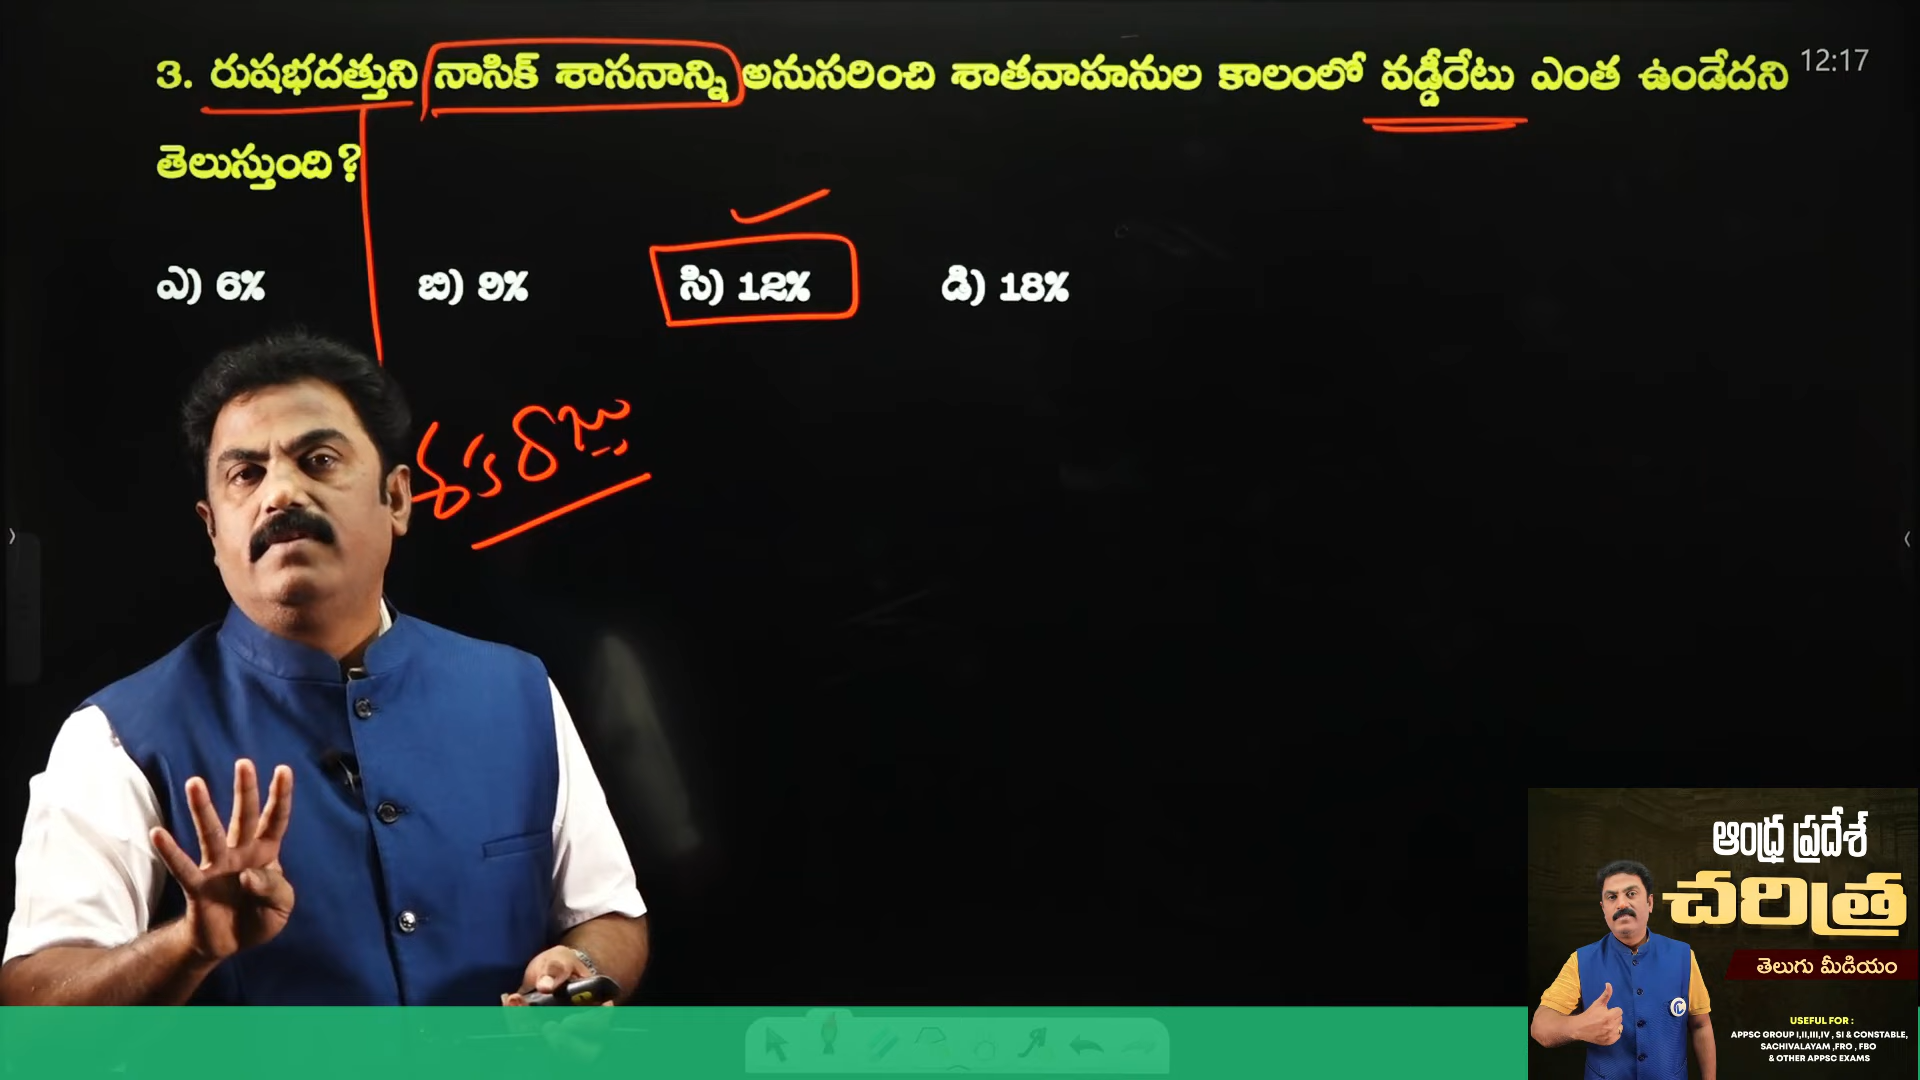 3. రుషభదత్తుని నాసిక్ శాసనాన్ని అనుసరించి శాతవాహనుల కాలంలో వడ్డీరేటు ఎంత ఉండేదని
12:17
తెలుస్తుంది?
ఎ) 6% బి) 9% సి) 12% డి) 18%
ఆంధ్ర ప్రదేశ్
చరిత్ర
తెలుగు మీడియం
USEFUL FOR :
APPSC GROUP I,II,III,IV , SI & CONSTABLE,
SACHIVALAYAM ,FRO , FBO
& OTHER APPSC EXAMS